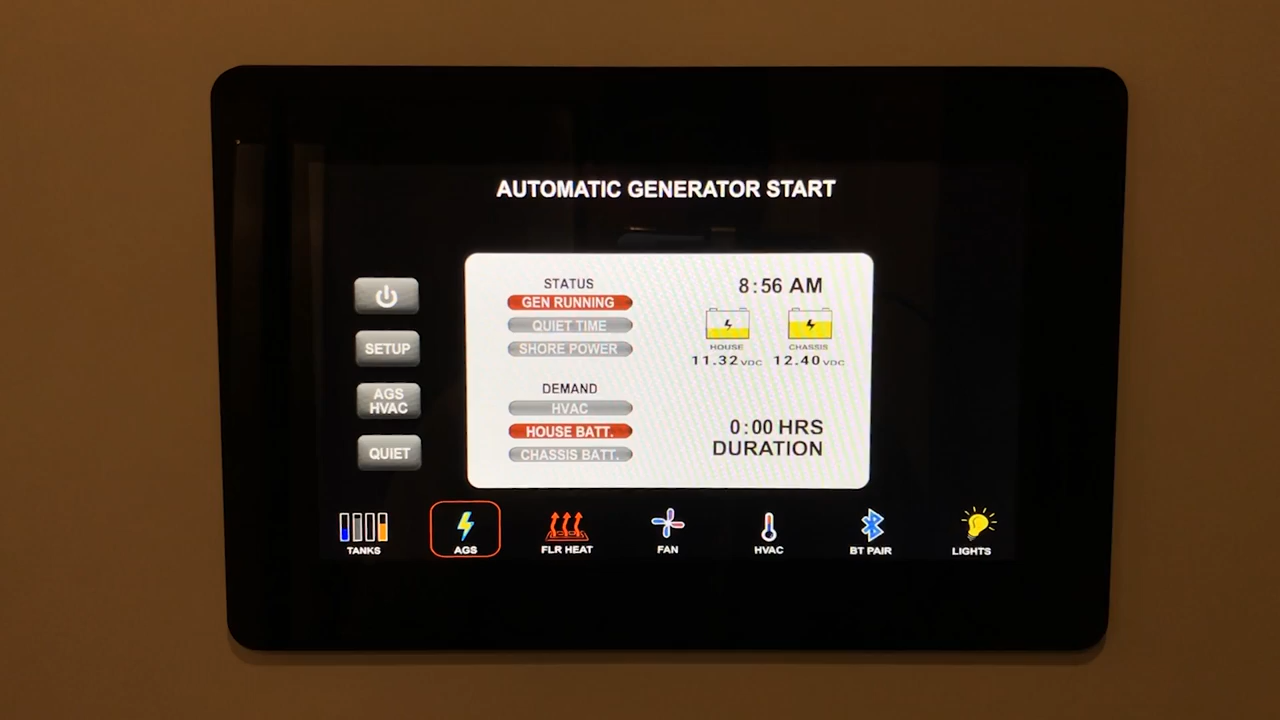 AUTOMATIC GENERATOR START
SETUP
AGS
HVAC
QUIET
STATUS
GEN RUNNING
QUIET TIME
SHORE POWER
DEMAND
HVAC
HOUSE BATT.
CHASSIS BATT.
8:56 AM
HOUSE CHASSIS
11.32 VDC 12.40 VDC
0:00 HRS
DURATION
TANKS AGS FLR HEAT FAN HVAC BT PAIR LIGHTS